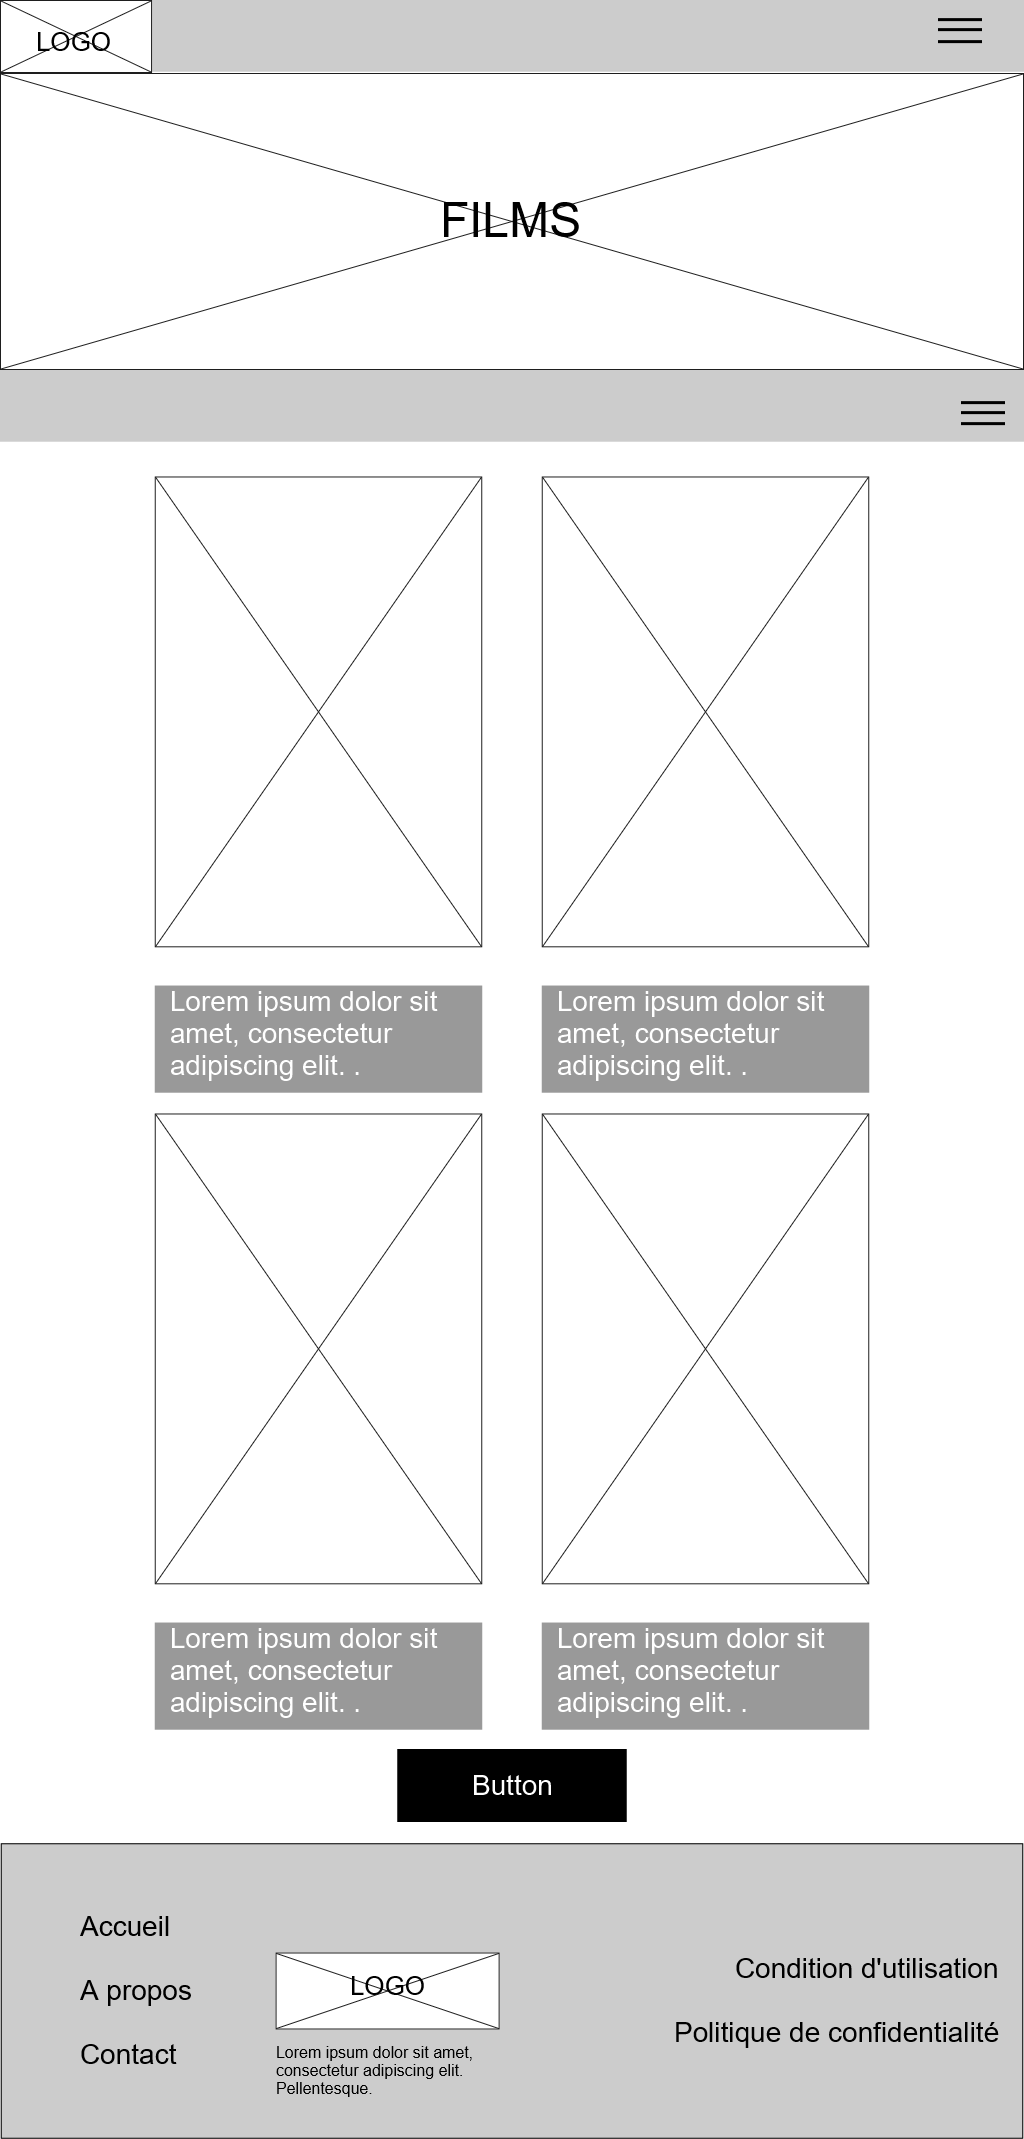 LOGO
FILMS
Lorem ipsum dolor sit
amet, consectetur
adipiscing elit. .
Lorem ipsum dolor sit
amet, consectetur
adipiscing elit. .
Lorem ipsum dolor sit
amet, consectetur
adipiscing elit. .
Lorem ipsum dolor sit
amet, consectetur
adipiscing elit. .
Button
Accueil
A propos
Contact
LOGO
Lorem ipsum dolor sit amet,
consectetur adipiscing elit.
Pellentesque.
Condition d'utilisation
Politique de confidentialité